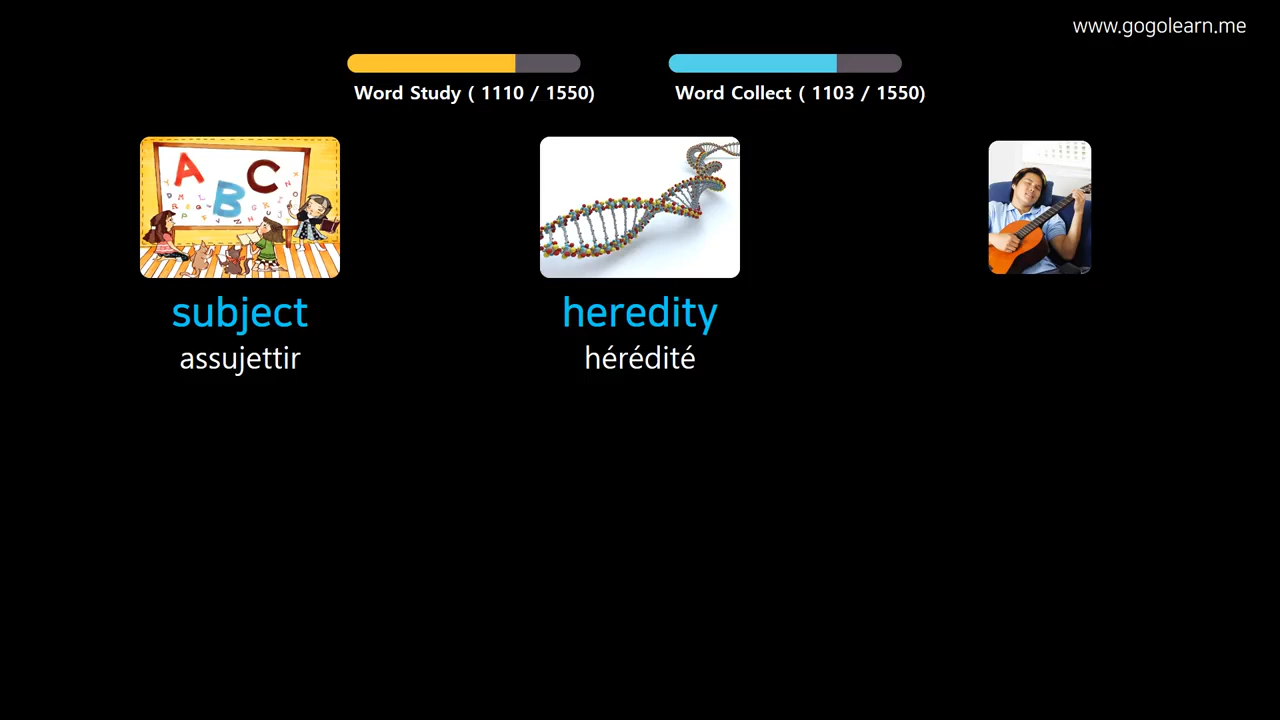 www.gogolearn.me
Word Study ( 1110 / 1550)
Word Collect ( 1103 / 1550)
A B C
subject
assujettir
heredity
hérédité